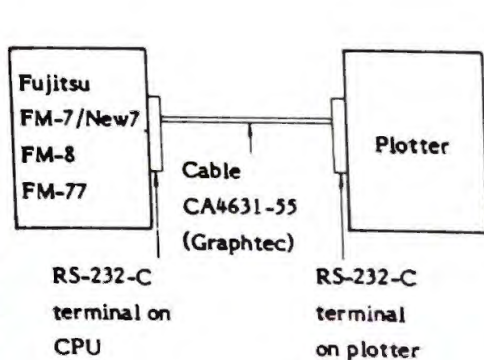 Fujitsu
FM-7/New7
FM-8
FM-77
Plotter
Cable
CA4631-55
(Graphtec)
RS-232-C
terminal on
CPU
RS-232-C
terminal
on plotter